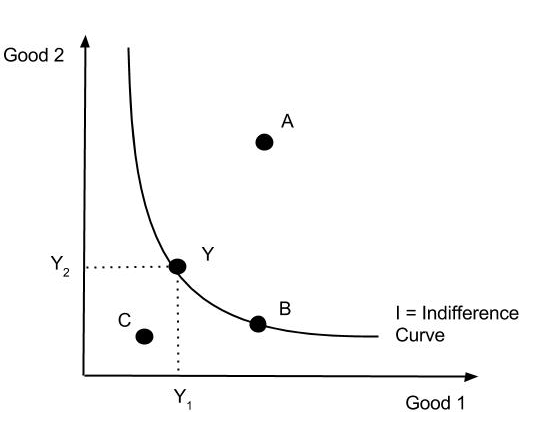 Good 2
A
Y
Y2
B
C
I = Indifference
Curve
Y1
Good 1